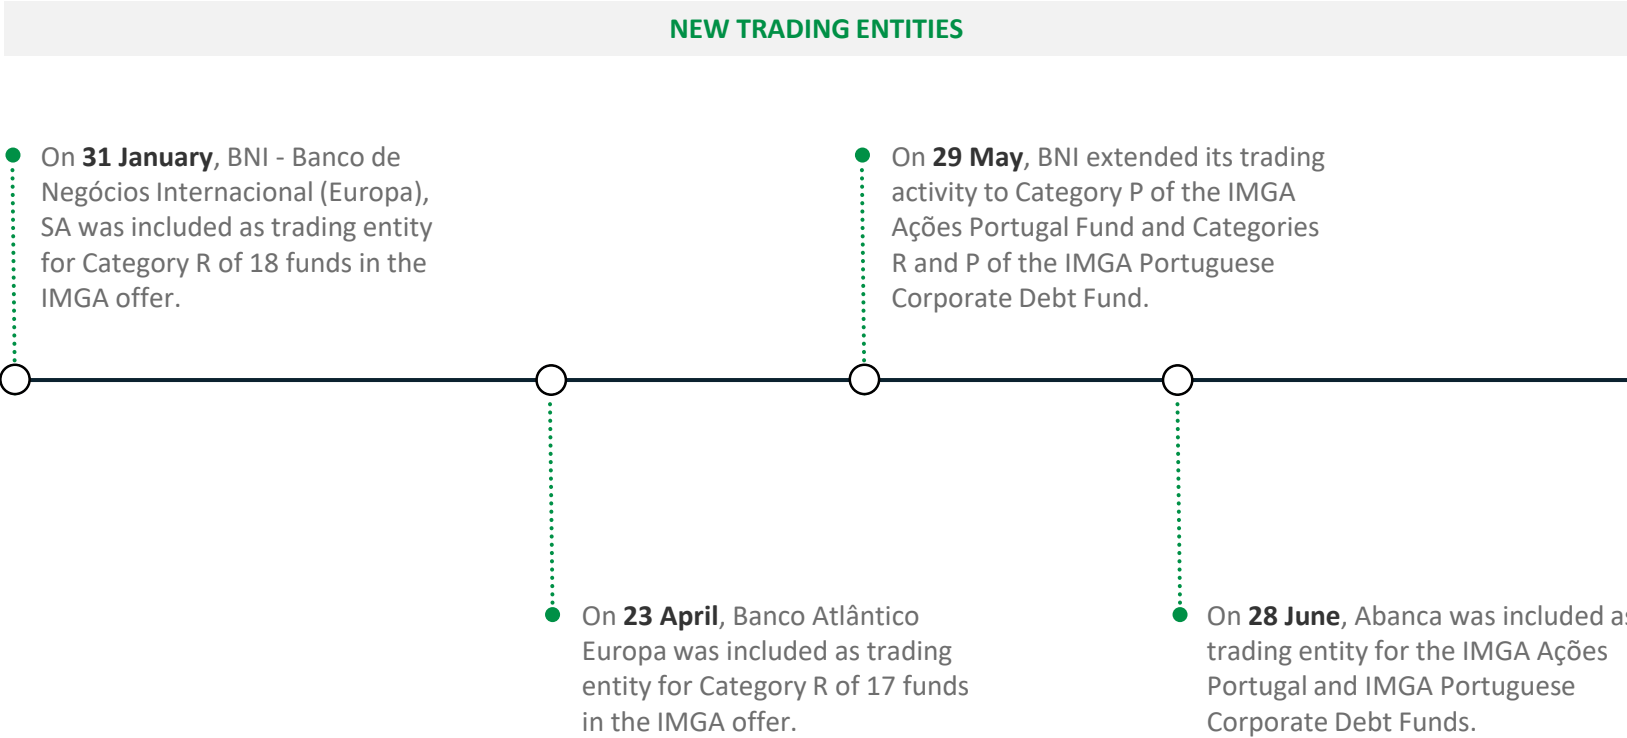 NEW TRADING ENTITIES
On 31 January, BNI - Banco de
Negócios Internacional (Europa),
SA was included as trading entity
for Category R of 18 funds in the
IMGA offer.
On 29 May, BNI extended its trading
activity to Category P of the IMGA
Ações Portugal Fund and Categories
R and P of the IMGA Portuguese
Corporate Debt Fund.
On 23 April, Banco Atlântico
Europa was included as trading
entity for Category R of 17 funds
in the IMGA offer.
On 28 June, Abanca was included as
trading entity for the IMGA Ações
Portugal and IMGA Portuguese
Corporate Debt Funds.